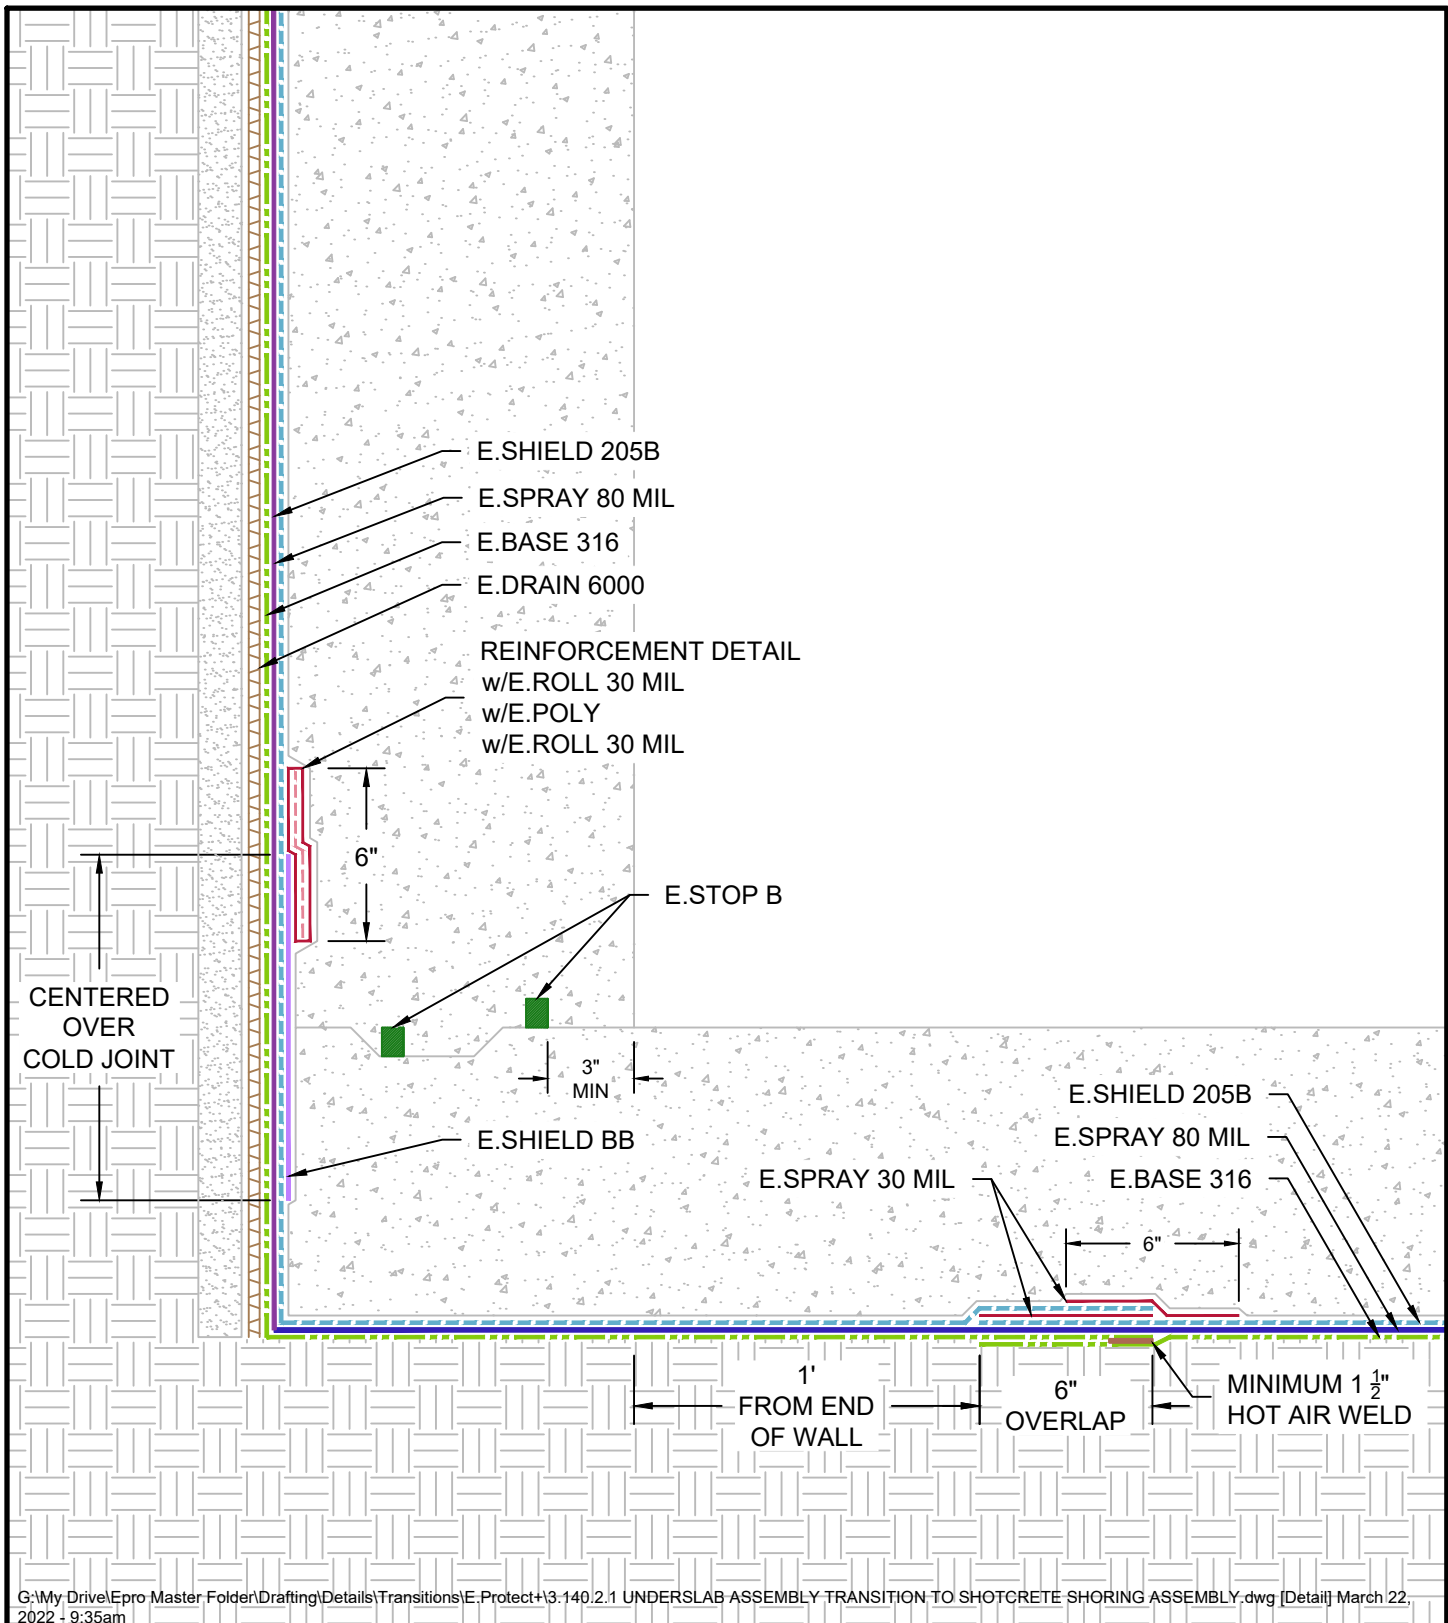 E.SHIELD 205B
E.SPRAY 80 MIL
E.BASE 316
E.DRAIN 6000
REINFORCEMENT DETAIL
w/E.ROLL 30 MIL
w/E.POLY
w/E.ROLL 30 MIL
6"
E.STOP B
CENTERED
OVER
COLD JOINT
3"
MIN
E.SHIELD BB
E.SHIELD 205B
E.SPRAY 80 MIL
E.SPRAY 30 MIL
E.BASE 316
6"
1'
FROM END
OF WALL
6"
OVERLAP
MINIMUM 1 1/2"
HOT AIR WELD
G:\My Drive\Epro Master Folder\Drafting\Details\Transitions\E.Protect+\3.140.2.1 UNDERSLAB ASSEMBLY TRANSITION TO SHOTCRETE SHORING ASSEMBLY.dwg [Detail] March 22,
2022 - 9:35am